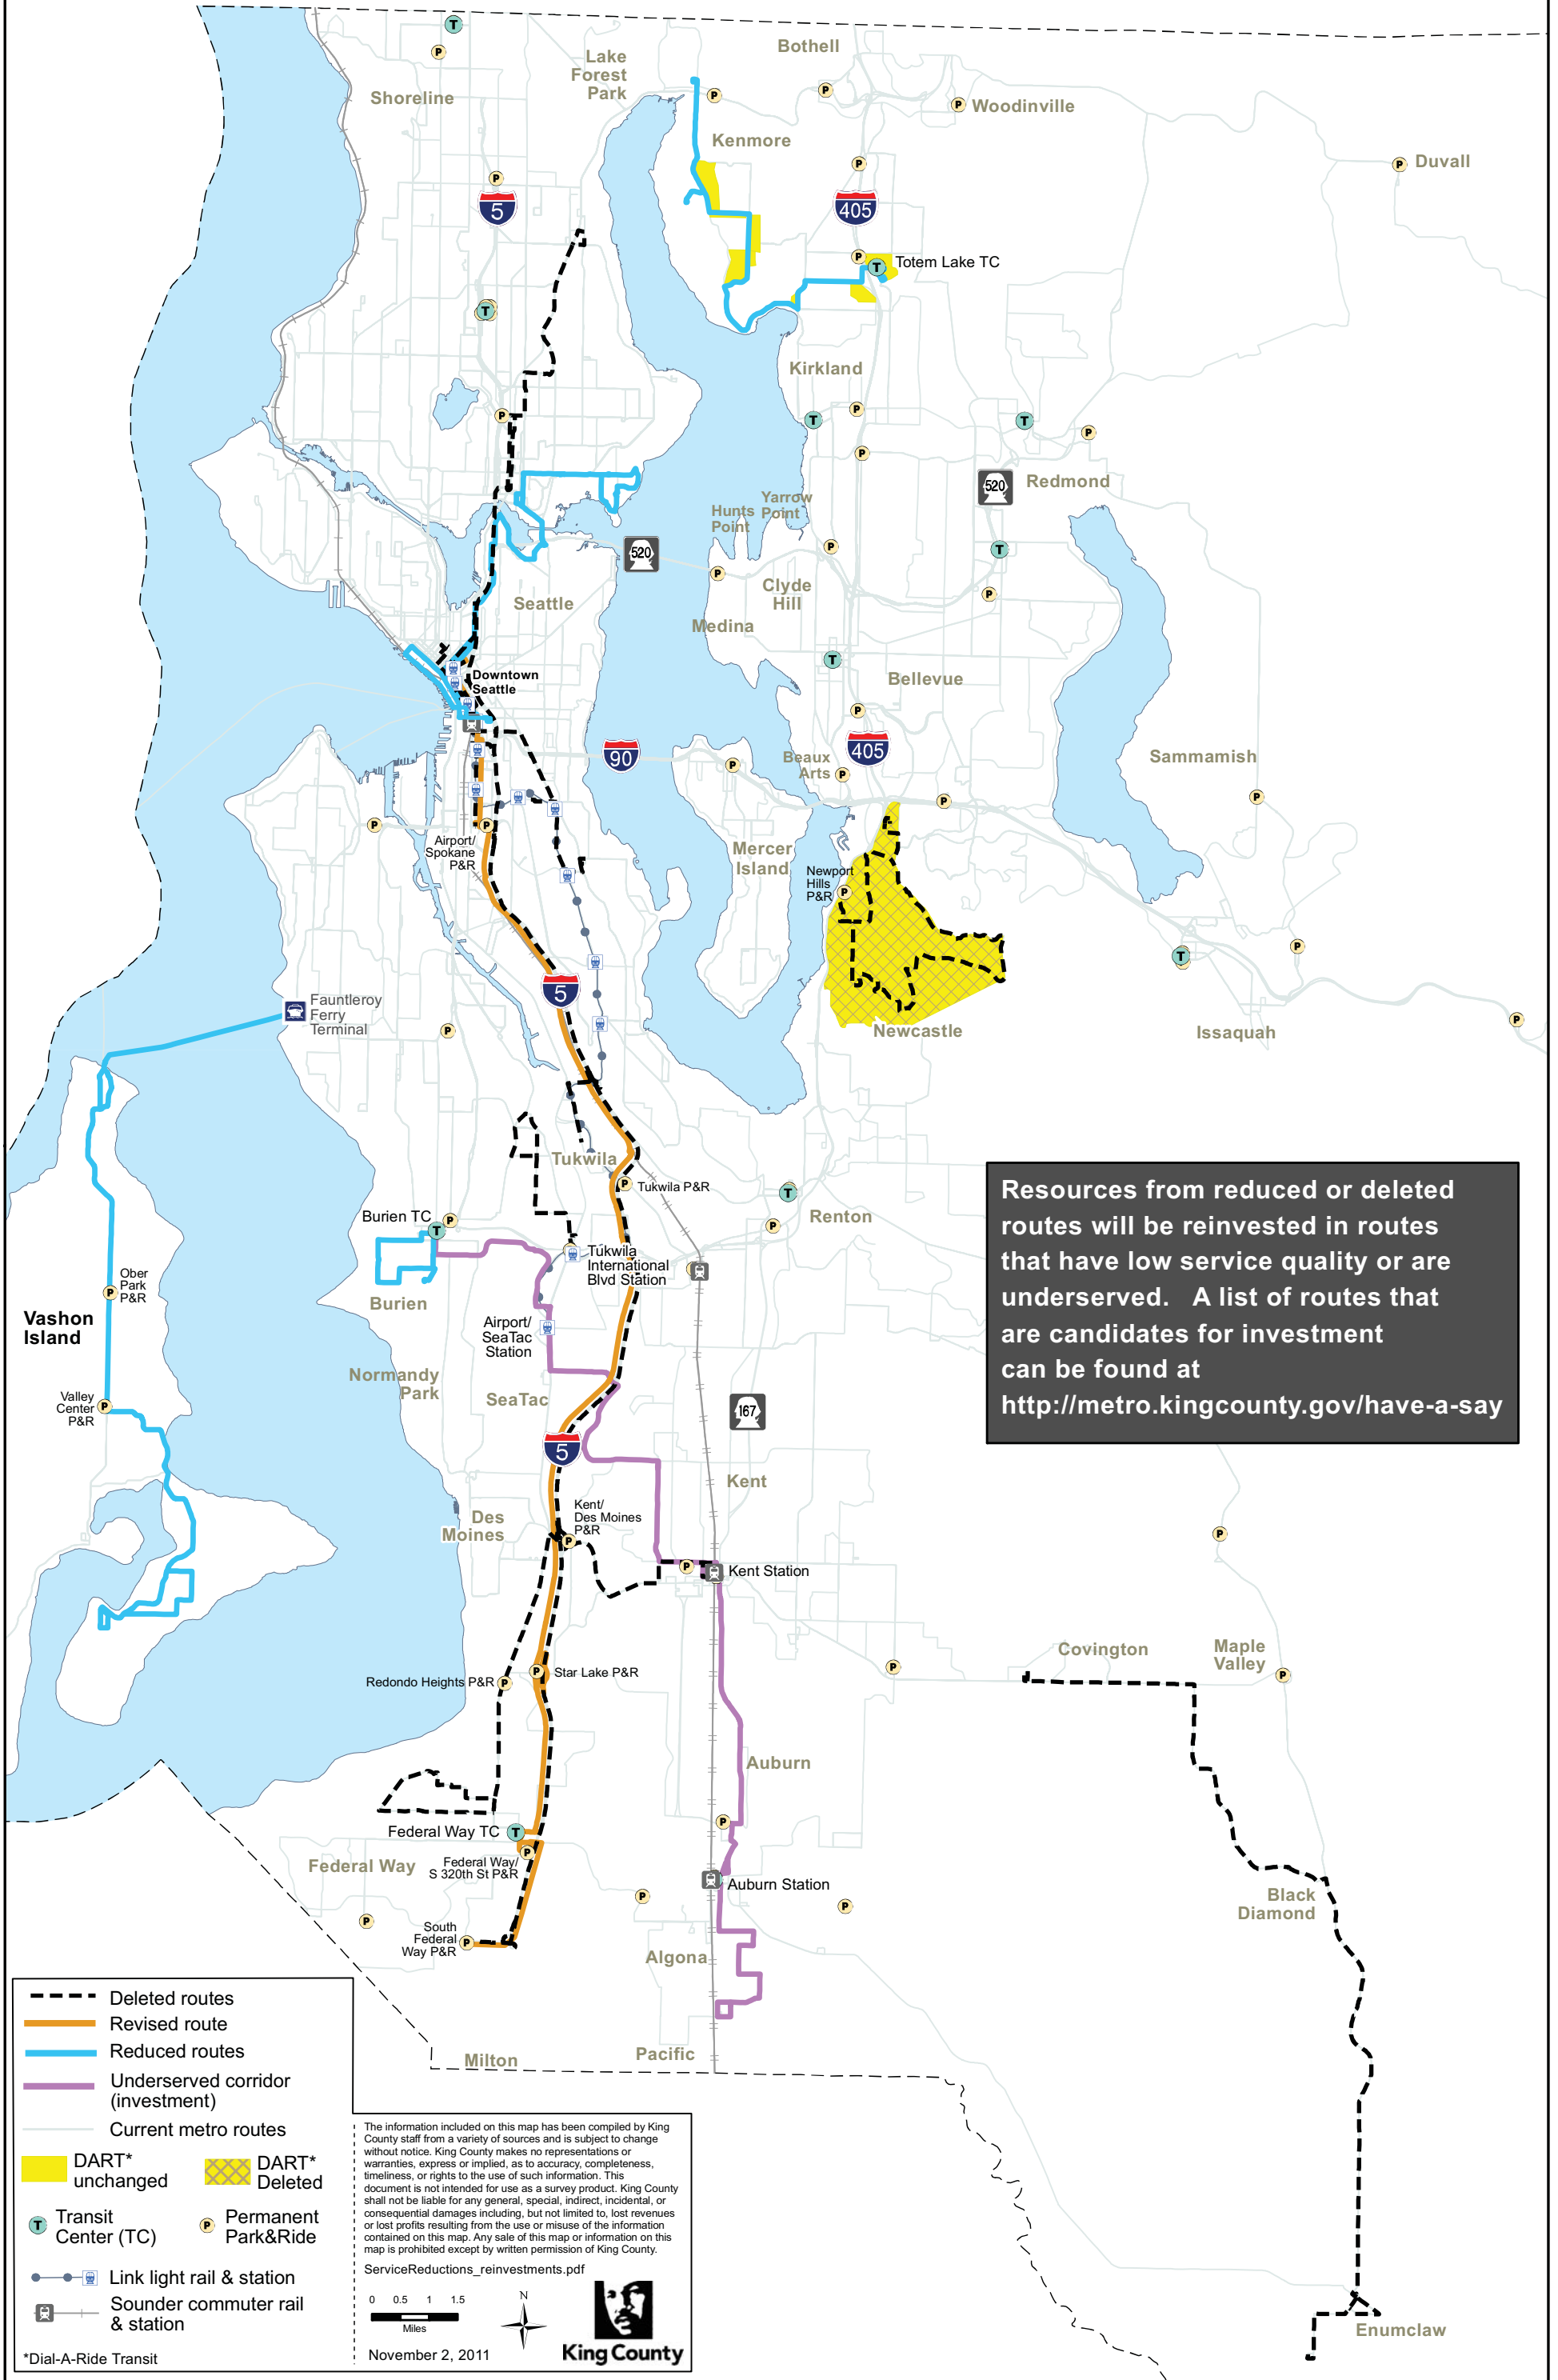 Bothell
Lake
Forest
Park
Shoreline
Woodinville
Kenmore
Duvall
5
405
Totem Lake TC
Kirkland
520
Redmond
Yarrow
Point
Hunts
Point
520
Clyde
Hill
Seattle
Medina
Downtown
Seattle
Bellevue
405
90
Beaux
Arts
Sammamish
Airport/
Spokane
P&R
Mercer
Island
Newport
Hills
P&R
5
Fauntleroy
Ferry
Terminal
Newcastle
Issaquah
Tukwila
Tukwila P&R
Burien TC
Renton
Tukwila
International
Blvd Station
Ober
Park
P&R
Burien
Vashon
Island
Airport/
SeaTac
Station
Normandy
Park
SeaTac
Valley
Center
P&R
167
5
Kent
Kent/
Des Moines
P&R
Des
Moines
Kent Station
Resources from reduced or deleted
routes will be reinvested in routes
that have low service quality or are
underserved. A list of routes that
are candidates for investment
can be found at
http://metro.kingcounty.gov/have-a-say
Covington
Maple
Valley
Star Lake P&R
Redondo Heights P&R
Auburn
Federal Way TC
Federal Way
Federal Way/
S 320th St P&R
Auburn Station
Black
Diamond
South
Federal
Way P&R
Algona
Milton
Pacific
Enumclaw
Deleted routes
Revised route
Reduced routes
Underserved corridor
(investment)
Current metro routes
DART*
unchanged
DART*
Deleted
T
Transit
Center (TC)
P
Permanent
Park&Ride
Link light rail & station
Sounder commuter rail
& station
*Dial-A-Ride Transit
The information included on this map has been compiled by King
County staff from a variety of sources and is subject to change
without notice. King County makes no representations or
warranties, express or implied, as to accuracy, completeness,
timeliness, or rights to the use of such information. This
document is not intended for use as a survey product. King County
shall not be liable for any general, special, indirect, incidental, or
consequential damages including, but not limited to, lost revenues
or lost profits resulting from the use or misuse of the information
contained on this map. Any sale of this map or information on this
map is prohibited except by written permission of King County.
ServiceReductions_reinvestments.pdf
0 0.5 1 1.5
Miles
N
November 2, 2011
King County